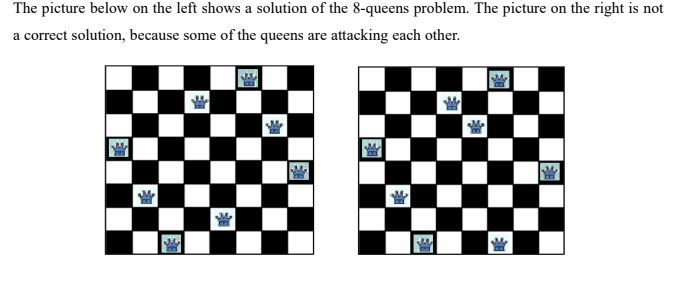 The picture below on the left shows a solution of the 8-queens problem. The picture on the right is not
a correct solution, because some of the queens are attacking each other.